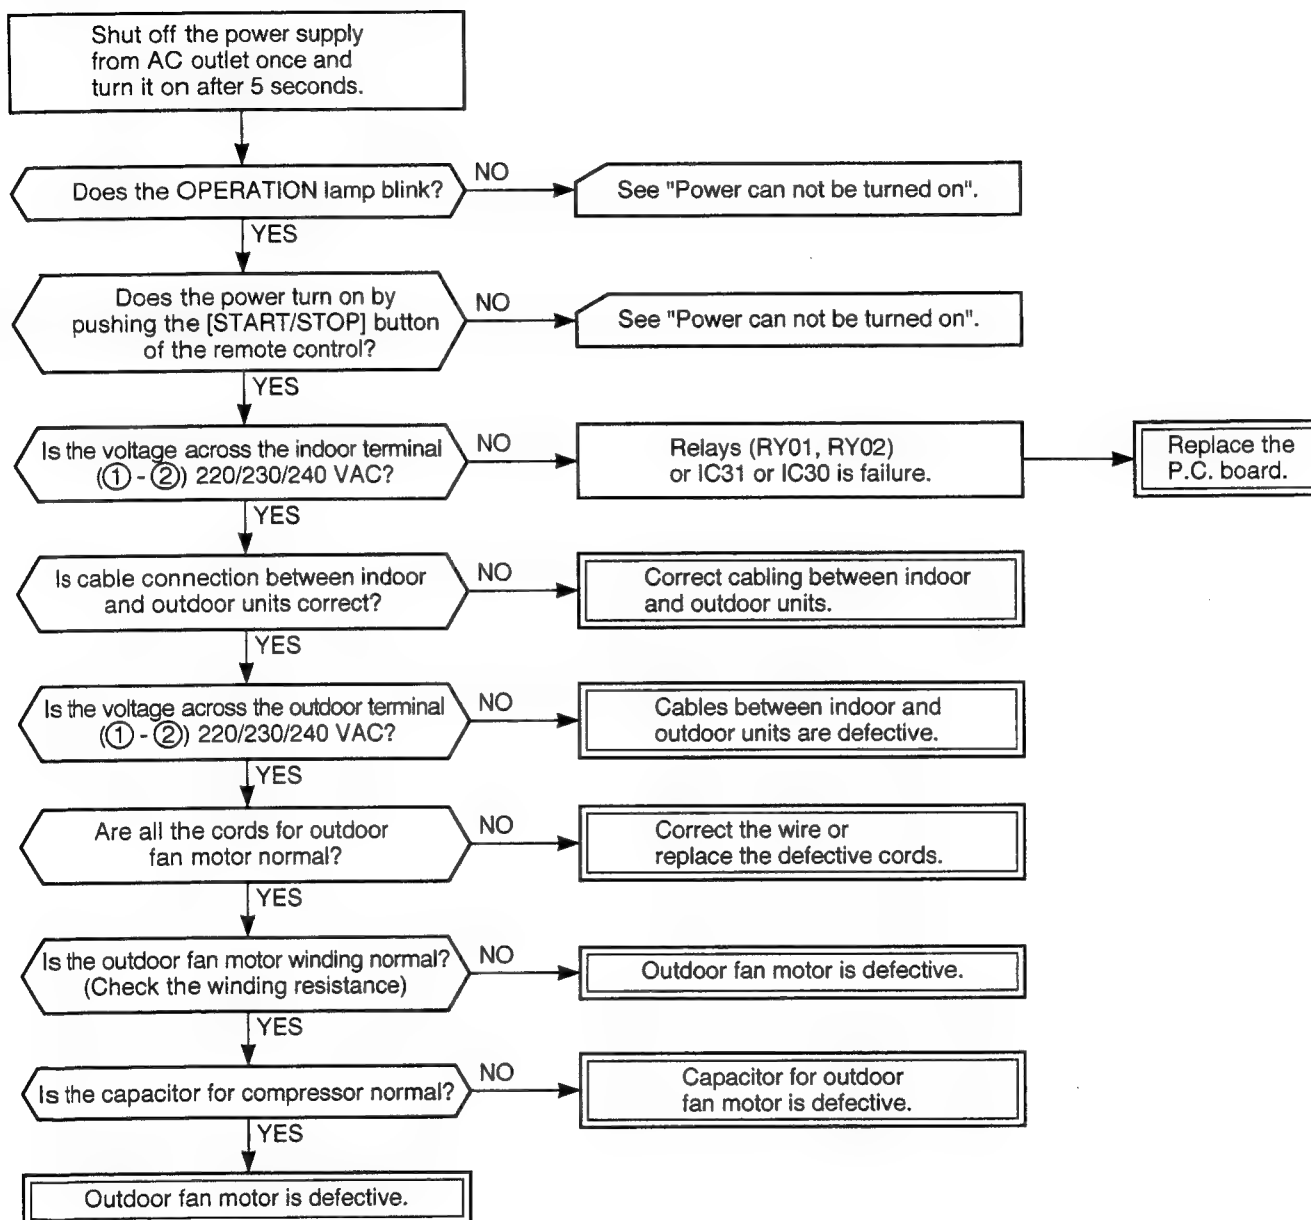 Shut off the power supply
from AC outlet once and
turn it on after 5 seconds.
Does the OPERATION lamp blink?
NO
See "Power can not be turned on".
YES
Does the power turn on by
pushing the [START/STOP] button
of the remote control?
NO
See "Power can not be turned on".
YES
Is the voltage across the indoor terminal
(① - ②) 220/230/240 VAC?
NO
Relays (RY01, RY02)
or IC31 or IC30 is failure.
Replace the
P.C. board.
YES
Is cable connection between indoor
and outdoor units correct?
NO
Correct cabling between indoor
and outdoor units.
YES
Is the voltage across the outdoor terminal
(① - ②) 220/230/240 VAC?
NO
Cables between indoor and
outdoor units are defective.
YES
Are all the cords for outdoor
fan motor normal?
NO
Correct the wire or
replace the defective cords.
YES
Is the outdoor fan motor winding normal?
(Check the winding resistance)
NO
Outdoor fan motor is defective.
YES
Is the capacitor for compressor normal?
NO
Capacitor for outdoor
fan motor is defective.
YES
Outdoor fan motor is defective.